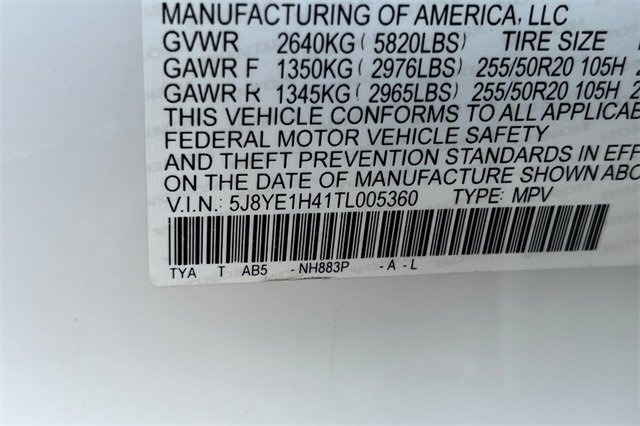 MANUFACTURING OF AMERICA, LLC
GVWR 2640KG ( 5820LBS) TIRE SIZE
GAWR F 1350KG ( 2976LBS) 255/50R20 105H
GAWR R 1345KG ( 2965LBS) 255/50R20 105H
THIS VEHICLE CONFORMS TO ALL APPLICAB
FEDERAL MOTOR VEHICLE SAFETY
AND THEFT PREVENTION STANDARDS IN EFF
ON THE DATE OF MANUFACTURE SHOWN ABO
V.I.N.: 5J8YE1H41TL005360 TYPE: MPV
TYA T AB5 -NH883P -A-L